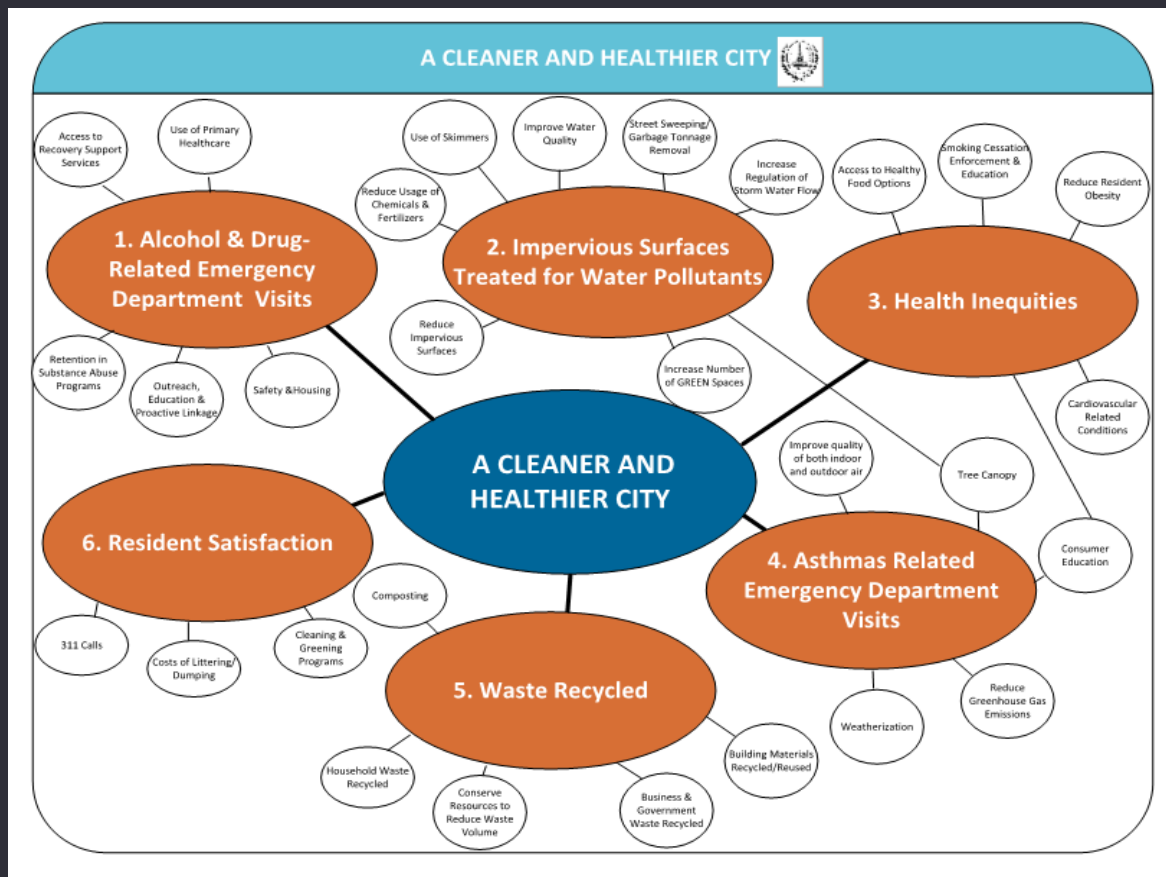 A CLEANER AND HEALTHIER CITY
Access to
Recovery Support
Services
Use of Primary
Healthcare
1. Alcohol & Drug-
Related Emergency
Department Visits
Retention in
Substance Abuse
Programs
Outreach,
Education &
Proactive Linkage
Safety &Housing
Use of Skimmers
Improve Water
Quality
Street Sweeping/
Garbage Tonnage
Removal
Increase
Regulation of
Storm Water Flow
Reduce Usage of
Chemicals &
Fertilizers
2. Impervious Surfaces
Treated for Water Pollutants
Reduce
Impervious
Surfaces
Increase Number
of GREEN Spaces
Access to Healthy
Food Options
Smoking Cessation
Enforcement &
Education
Reduce Resident
Obesity
3. Health Inequities
Cardiovascular
Related
Conditions
A CLEANER AND
HEALTHIER CITY
Improve quality
of both indoor
and outdoor air
Tree Canopy
Consumer
Education
4. Asthmas Related
Emergency Department
Visits
Weatherization
Reduce
Greenhouse Gas
Emissions
6. Resident Satisfaction
311 Calls
Costs of Littering/
Dumping
Cleaning &
Greening
Programs
Composting
5. Waste Recycled
Household Waste
Recycled
Conserve
Resources to
Reduce Waste
Volume
Business &
Government
Waste Recycled
Building Materials
Recycled/Reused